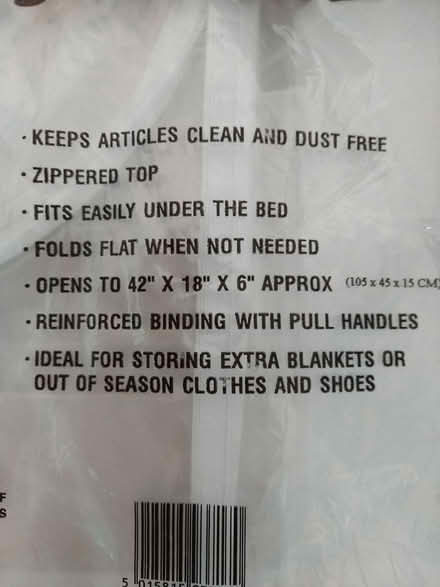 · KEEPS ARTICLES CLEAN AND DUST FREE
· ZIPPERED TOP
· FITS EASILY UNDER THE BED
· FOLDS FLAT WHEN NOT NEEDED
· OPENS TO 42" X 18" X 6" APPROX (105 x 45 x 15 CM)
· REINFORCED BINDING WITH PULL HANDLES
· IDEAL FOR STORING EXTRA BLANKETS OR
OUT OF SEASON CLOTHES AND SHOES
F
S